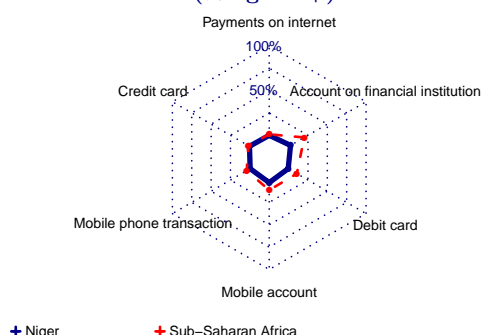 Payments on internet
100%
Credit card
50%
Account on financial institution
Mobile phone transaction
Debit card
Mobile account
Niger
Sub−Saharan Africa